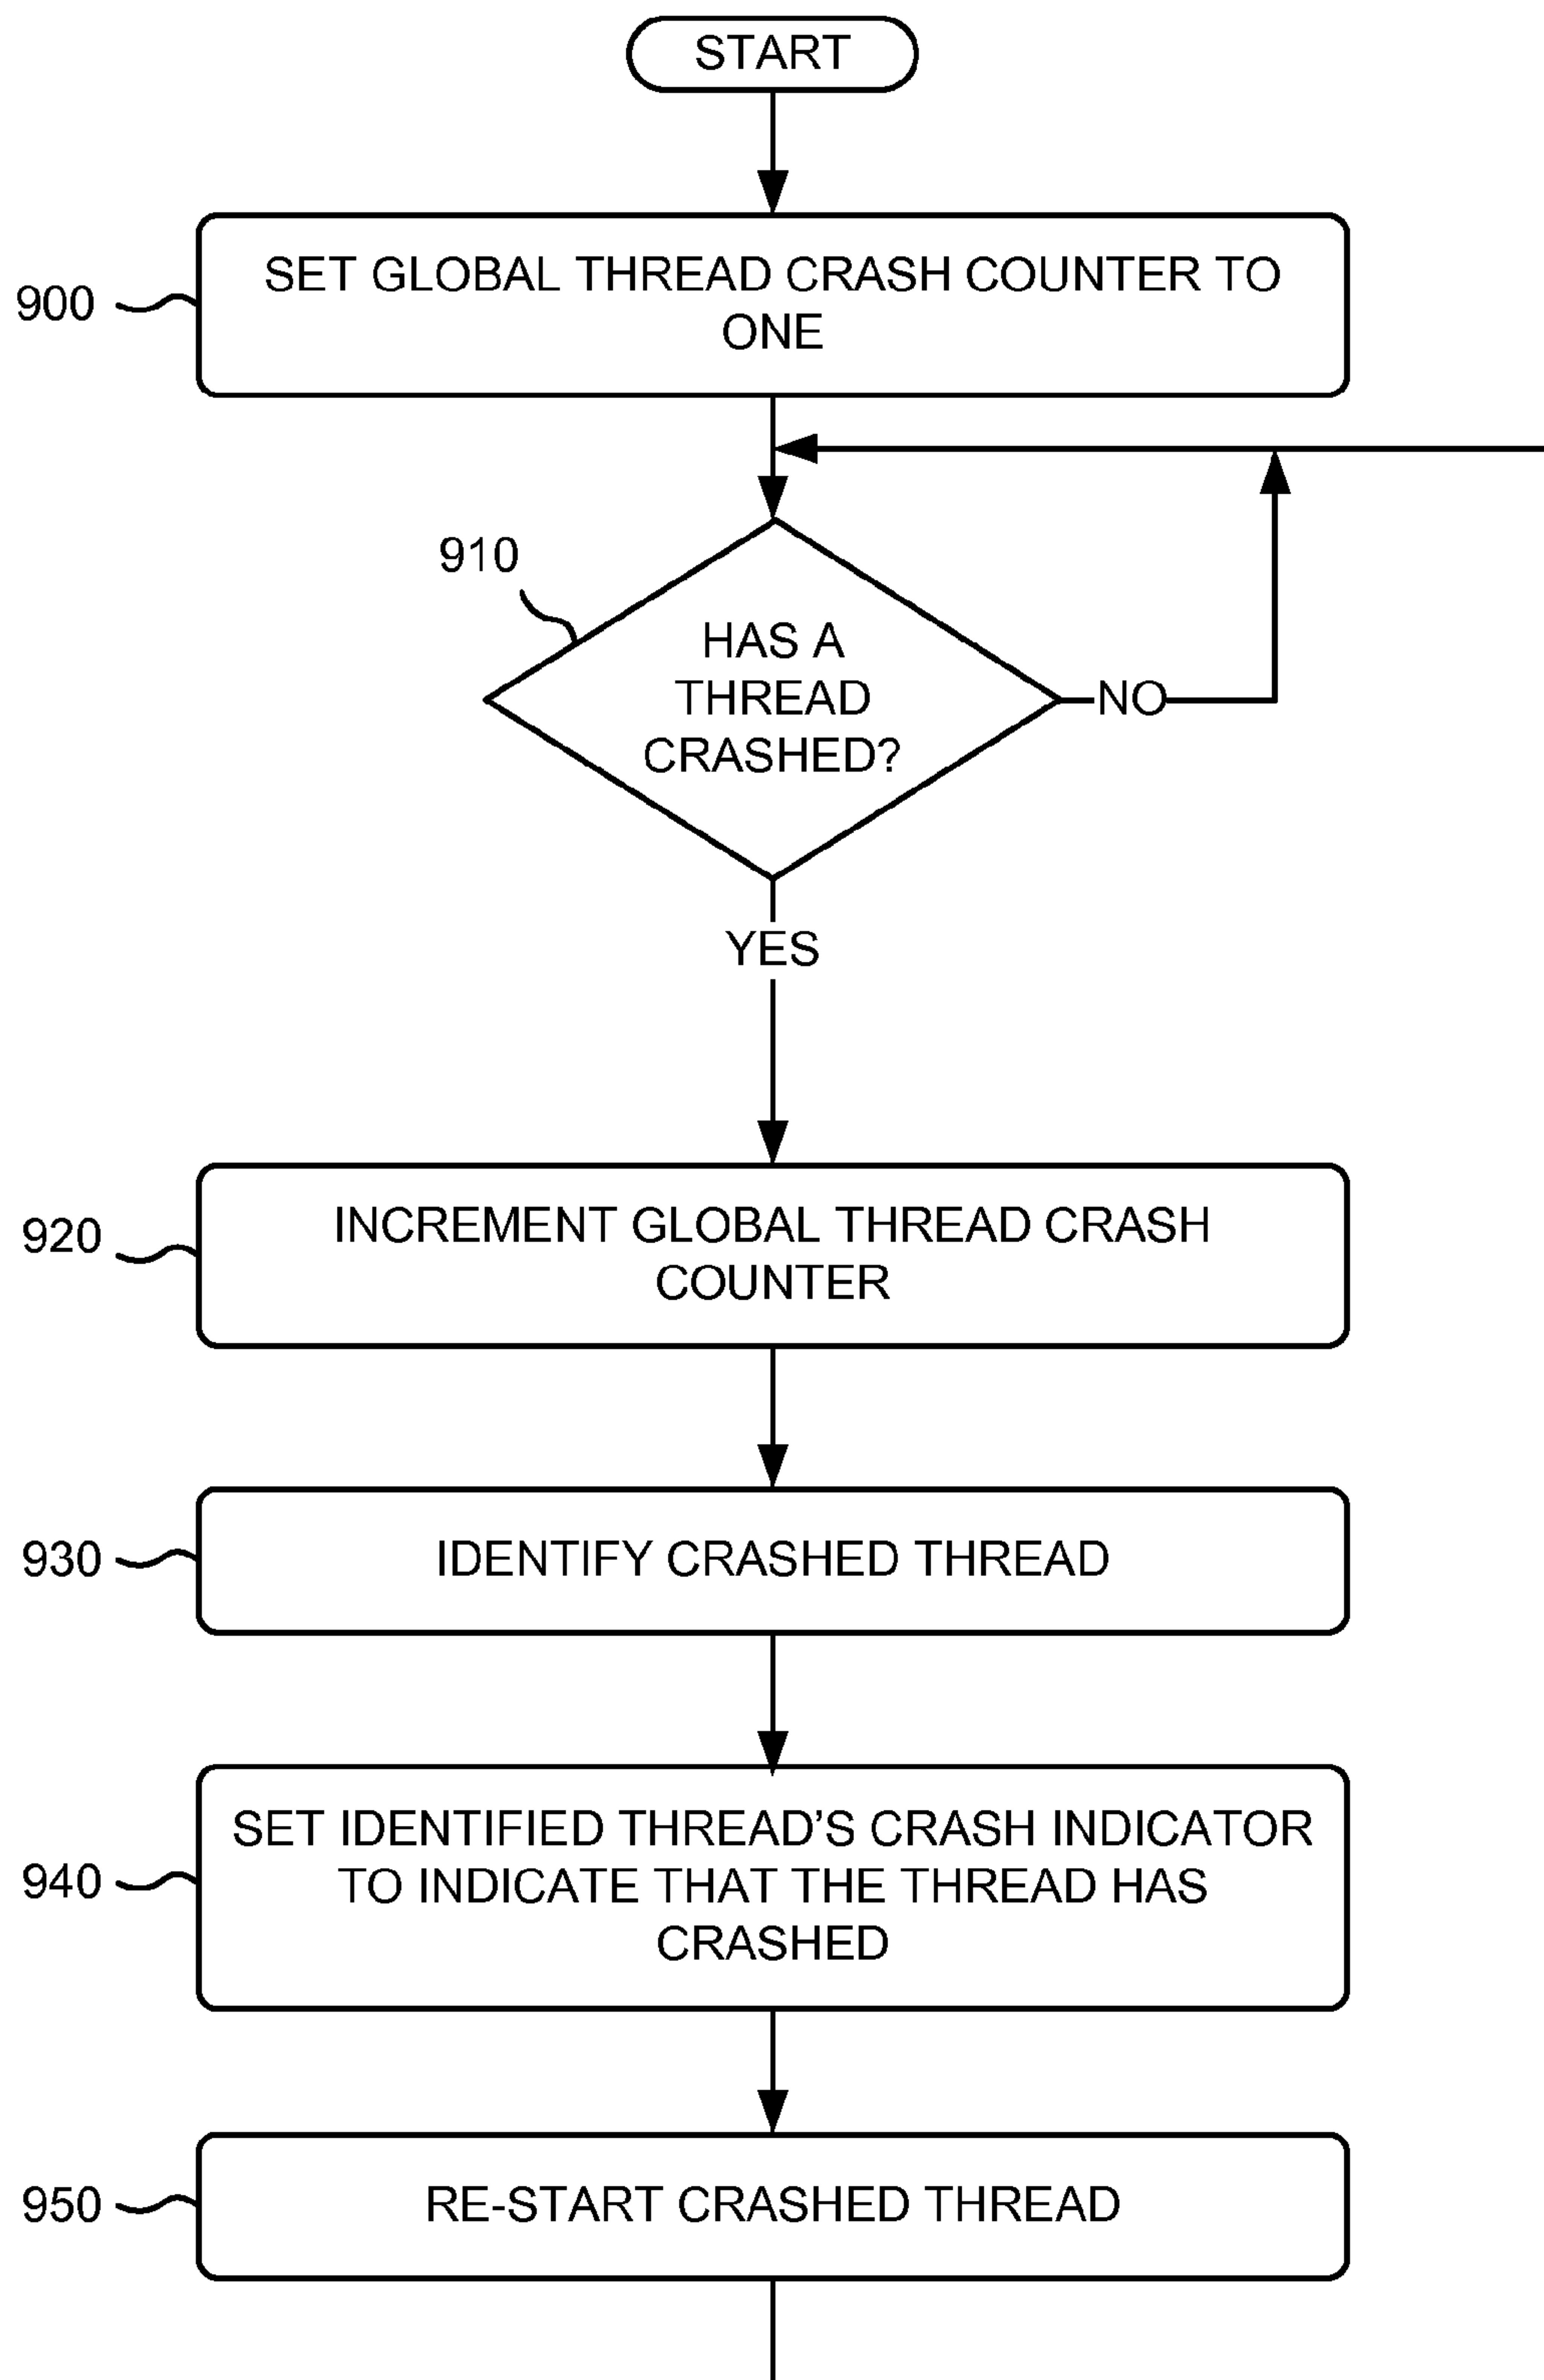 START
SET GLOBAL THREAD CRASH COUNTER TO
ONE
900
910
HAS A
THREAD
CRASHED?
NO
YES
INCREMENT GLOBAL THREAD CRASH
COUNTER
920
IDENTIFY CRASHED THREAD
930
SET IDENTIFIED THREAD’S CRASH INDICATOR
TO INDICATE THAT THE THREAD HAS
CRASHED
940
RE-START CRASHED THREAD
950